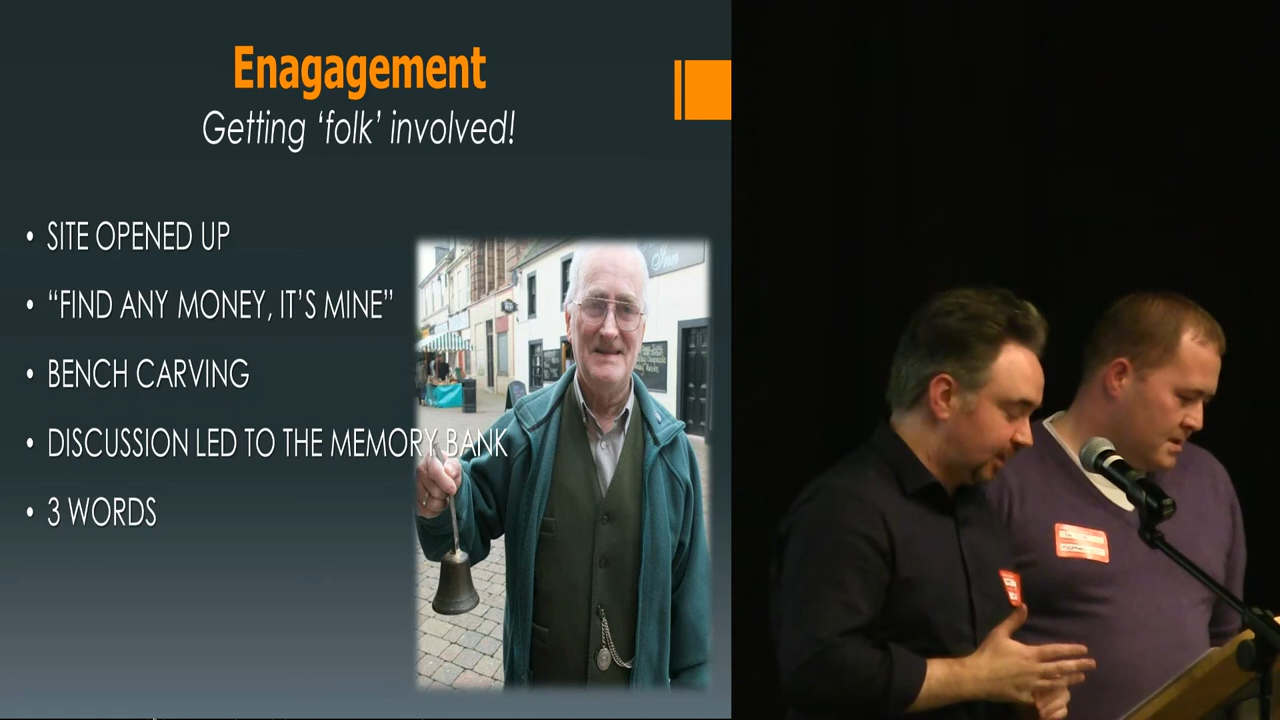 Enagagement
Getting ‘folk’ involved!
• SITE OPENED UP
• “FIND ANY MONEY, IT’S MINE”
• BENCH CARVING
• DISCUSSION LED TO THE MEMORY BANK
• 3 WORDS
Inn